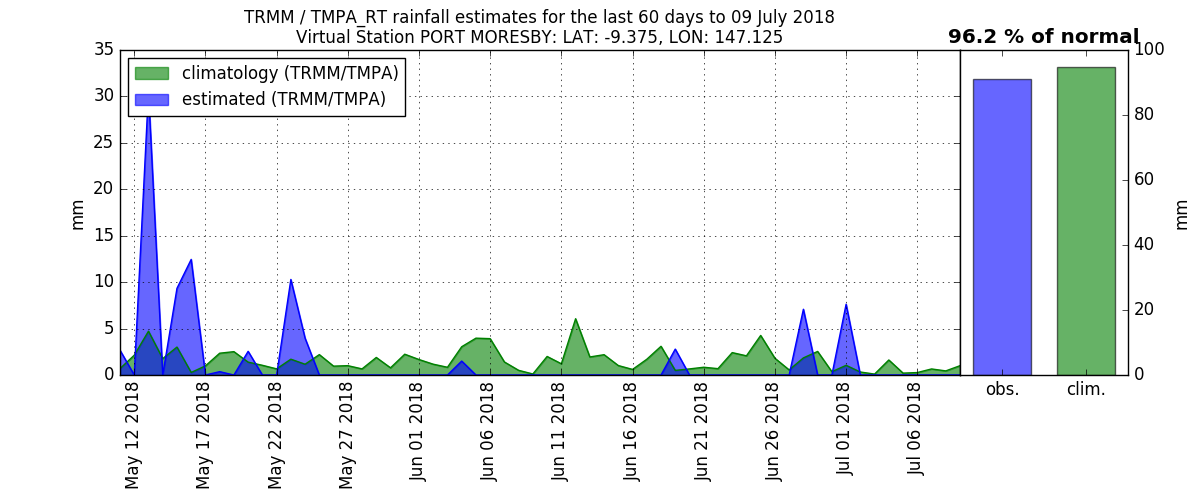 TRMM / TMPA_RT rainfall estimates for the last 60 days to 09 July 2018
Virtual Station PORT MORESBY: LAT: -9.375, LON: 147.125
96.2 % of normal
climatology (TRMM/TMPA)
estimated (TRMM/TMPA)
mm
35
30
25
20
15
10
5
0
May 12 2018
May 17 2018
May 22 2018
May 27 2018
Jun 01 2018
Jun 06 2018
Jun 11 2018
Jun 16 2018
Jun 21 2018
Jun 26 2018
Jul 01 2018
Jul 06 2018
obs.
clim.
100
80
60
40
20
0
mm